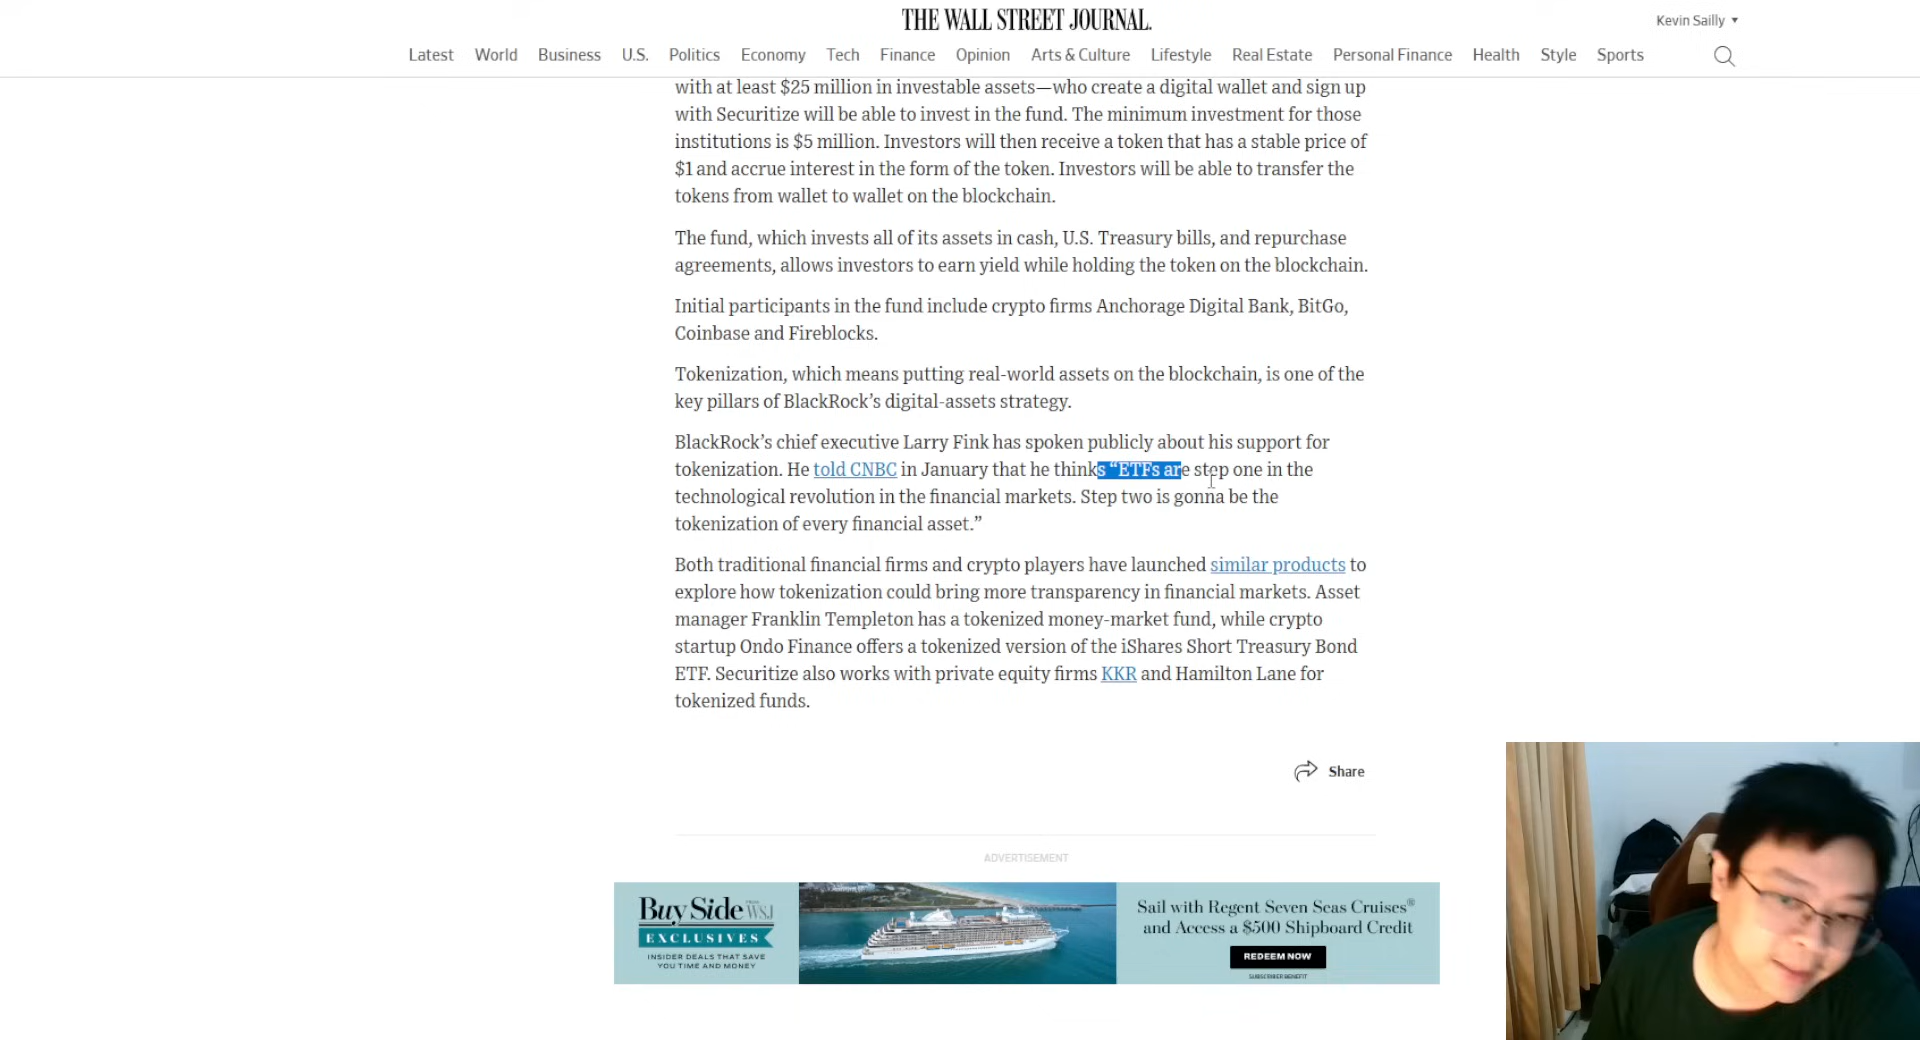 THE WALL STREET JOURNAL.
Kevin Sailly ▾
Latest World Business U.S. Politics Economy Tech Finance Opinion Arts & Culture Lifestyle Real Estate Personal Finance Health Style Sports
with at least $25 million in investable assets—who create a digital wallet and sign up
with Securitize will be able to invest in the fund. The minimum investment for those
institutions is $5 million. Investors will then receive a token that has a stable price of
$1 and accrue interest in the form of the token. Investors will be able to transfer the
tokens from wallet to wallet on the blockchain.
The fund, which invests all of its assets in cash, U.S. Treasury bills, and repurchase
agreements, allows investors to earn yield while holding the token on the blockchain.
Initial participants in the fund include crypto firms Anchorage Digital Bank, BitGo,
Coinbase and Fireblocks.
Tokenization, which means putting real-world assets on the blockchain, is one of the
key pillars of BlackRock’s digital-assets strategy.
BlackRock’s chief executive Larry Fink has spoken publicly about his support for
tokenization. He told CNBC in January that he thinks “ETFs are step one in the
technological revolution in the financial markets. Step two is gonna be the
tokenization of every financial asset.”
Both traditional financial firms and crypto players have launched similar products to
explore how tokenization could bring more transparency in financial markets. Asset
manager Franklin Templeton has a tokenized money-market fund, while crypto
startup Ondo Finance offers a tokenized version of the iShares Short Treasury Bond
ETF. Securitize also works with private equity firms KKR and Hamilton Lane for
tokenized funds.
Share
ADVERTISEMENT
Buy Side FROM WSJ
EXCLUSIVES
INSIDER DEALS THAT SAVE
YOU TIME AND MONEY
Sail with Regent Seven Seas Cruises®
and Access a $500 Shipboard Credit
REDEEM NOW
SUBSCRIBER BENEFIT